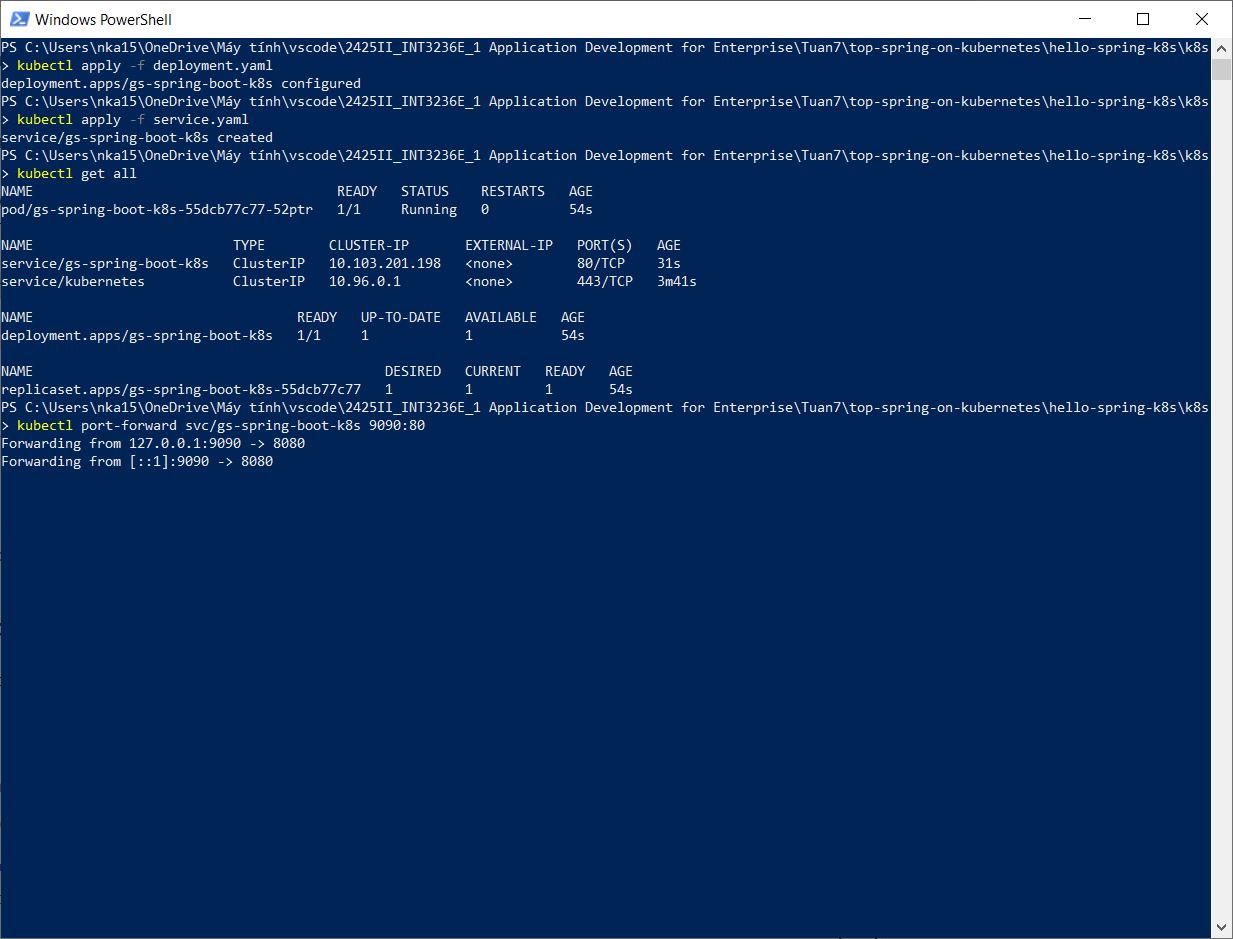 Windows PowerShell
PS C:\Users\nka15\OneDrive\Máy tính\vscode\2425II_INT3236E_1 Application Development for Enterprise\Tuan7\top-spring-on-kubernetes\hello-spring-k8s\k8s
> kubectl apply -f deployment.yaml
deployment.apps/gs-spring-boot-k8s configured
PS C:\Users\nka15\OneDrive\Máy tính\vscode\2425II_INT3236E_1 Application Development for Enterprise\Tuan7\top-spring-on-kubernetes\hello-spring-k8s\k8s
> kubectl apply -f service.yaml
service/gs-spring-boot-k8s created
PS C:\Users\nka15\OneDrive\Máy tính\vscode\2425II_INT3236E_1 Application Development for Enterprise\Tuan7\top-spring-on-kubernetes\hello-spring-k8s\k8s
> kubectl get all
NAME READY STATUS RESTARTS AGE
pod/gs-spring-boot-k8s-55dcb77c77-52ptr 1/1 Running 0 54s
NAME TYPE CLUSTER-IP EXTERNAL-IP PORT(S) AGE
service/gs-spring-boot-k8s ClusterIP 10.103.201.198 <none> 80/TCP 31s
service/kubernetes ClusterIP 10.96.0.1 <none> 443/TCP 3m41s
NAME READY UP-TO-DATE AVAILABLE AGE
deployment.apps/gs-spring-boot-k8s 1/1 1 1 54s
NAME DESIRED CURRENT READY AGE
replicaset.apps/gs-spring-boot-k8s-55dcb77c77 1 1 1 54s
PS C:\Users\nka15\OneDrive\Máy tính\vscode\2425II_INT3236E_1 Application Development for Enterprise\Tuan7\top-spring-on-kubernetes\hello-spring-k8s\k8s
> kubectl port-forward svc/gs-spring-boot-k8s 9090:80
Forwarding from 127.0.0.1:9090 -> 8080
Forwarding from [::1]:9090 -> 8080